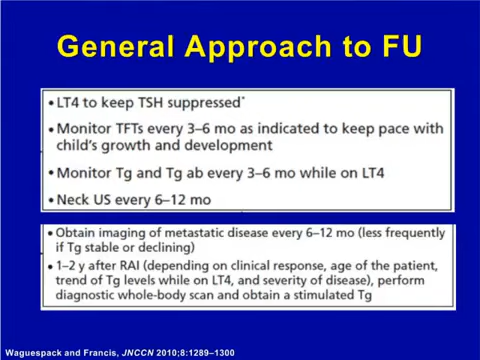 General Approach to FU
• LT4 to keep TSH suppressed*
• Monitor TFTs every 3–6 mo as indicated to keep pace with
child's growth and development
• Monitor Tg and Tg ab every 3–6 mo while on LT4
• Neck US every 6–12 mo
• Obtain imaging of metastatic disease every 6–12 mo (less frequently
if Tg stable or declining)
• 1–2 y after RAI (depending on clinical response, age of the patient,
trend of Tg levels while on LT4, and severity of disease), perform
diagnostic whole-body scan and obtain a stimulated Tg
Waguespack and Francis, JNCCN 2010;8:1289–1300